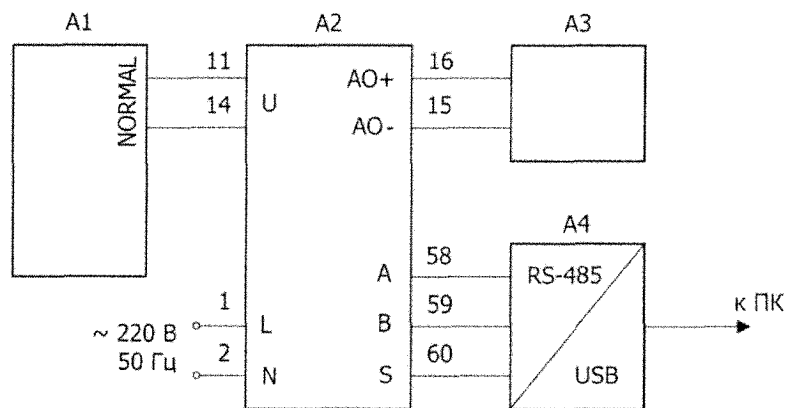 A1
A2
A3
NORMAL
11
14
U
AO+
AO-
16
15
A4
58
59
60
A
B
S
RS-485
USB
к ПК
~ 220 В
50 Гц
1
2
L
N